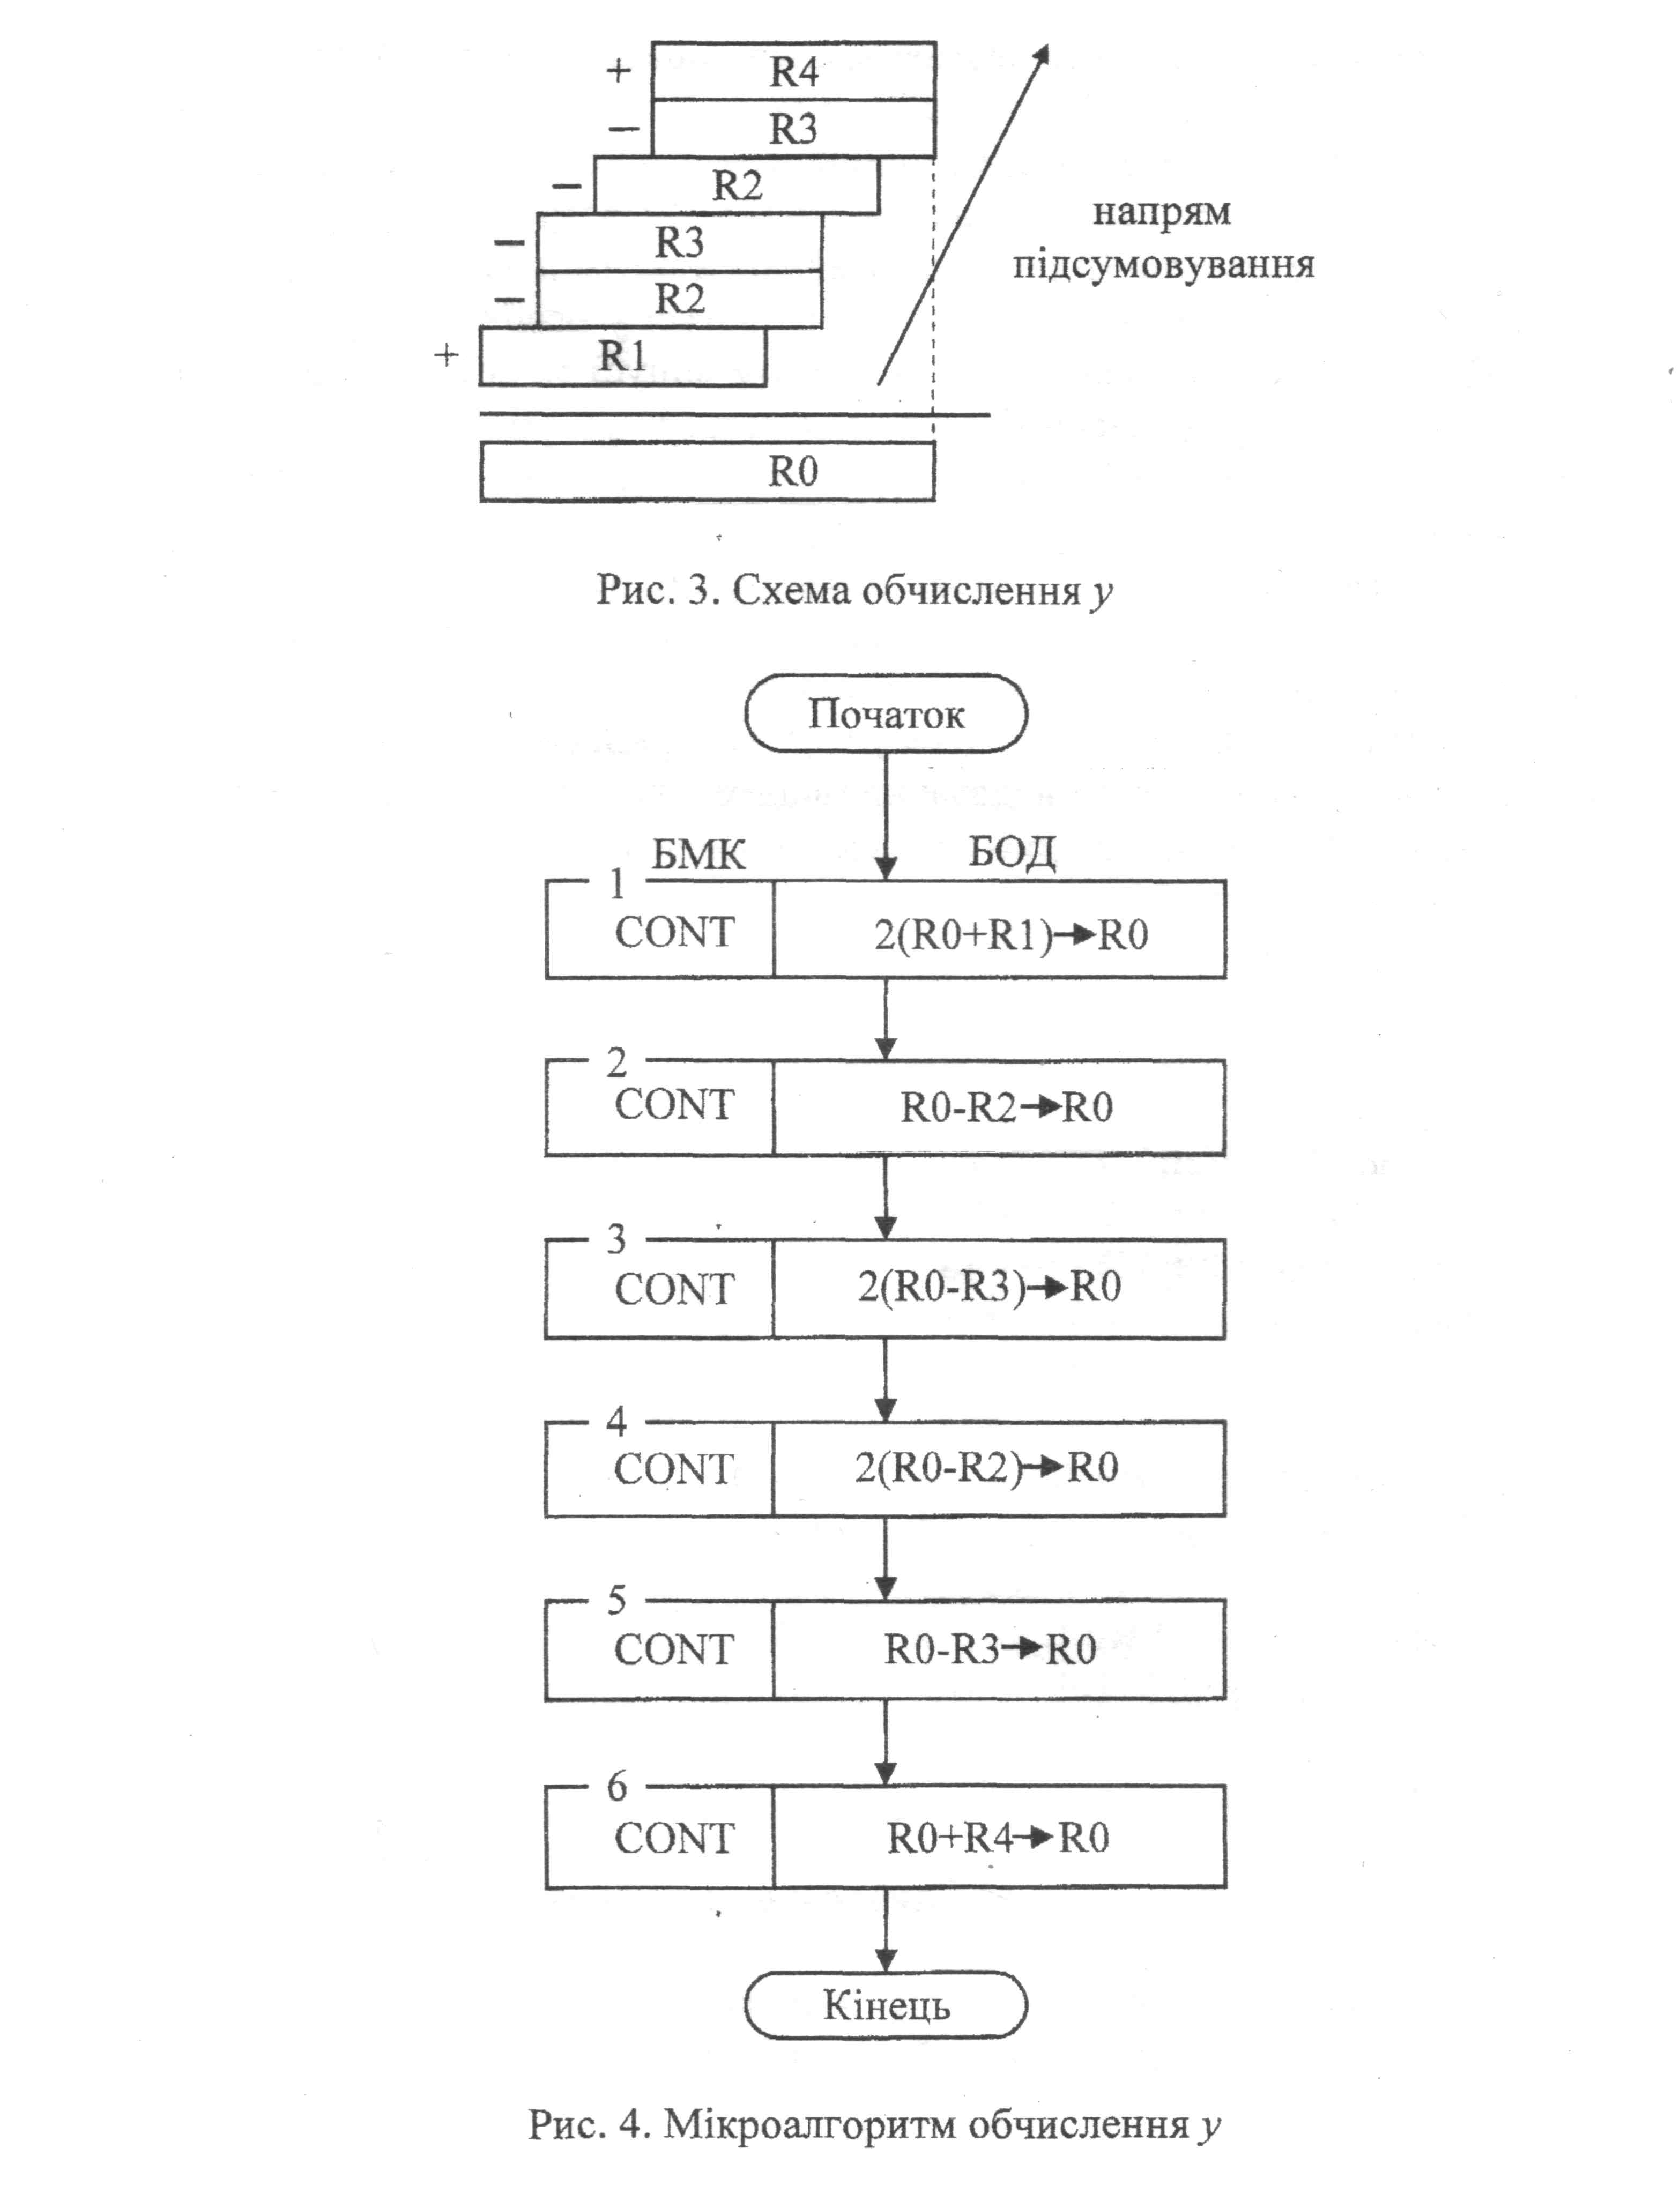 + R4
− R3
− R2
− R3
− R2
+ R1
R0
напрям
підсумовування
Рис. 3. Схема обчислення y
Початок
БМК БОД
1
CONT 2(R0+R1)→R0
2
CONT R0-R2→R0
3
CONT 2(R0-R3)→R0
4
CONT 2(R0-R2)→R0
5
CONT R0-R3→R0
6
CONT R0+R4→R0
Кінець
Рис. 4. Мікроалгоритм обчислення y